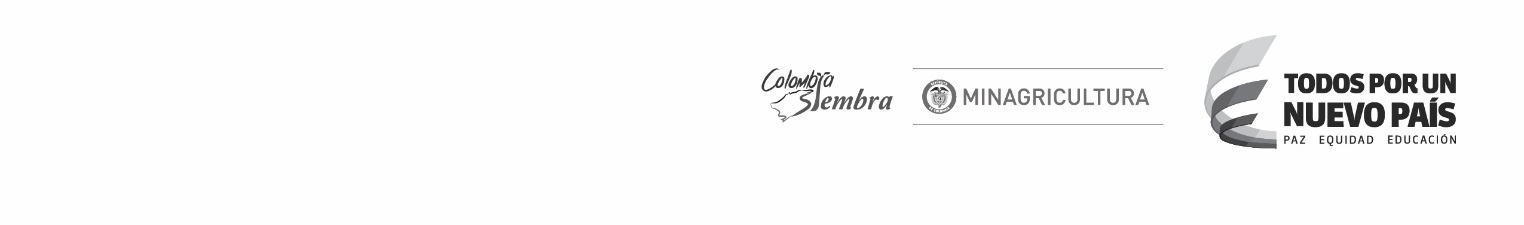 Colombia
Siembra
MINAGRICULTURA
TODOS POR UN
NUEVO PAÍS
PAZ EQUIDAD EDUCACIÓN